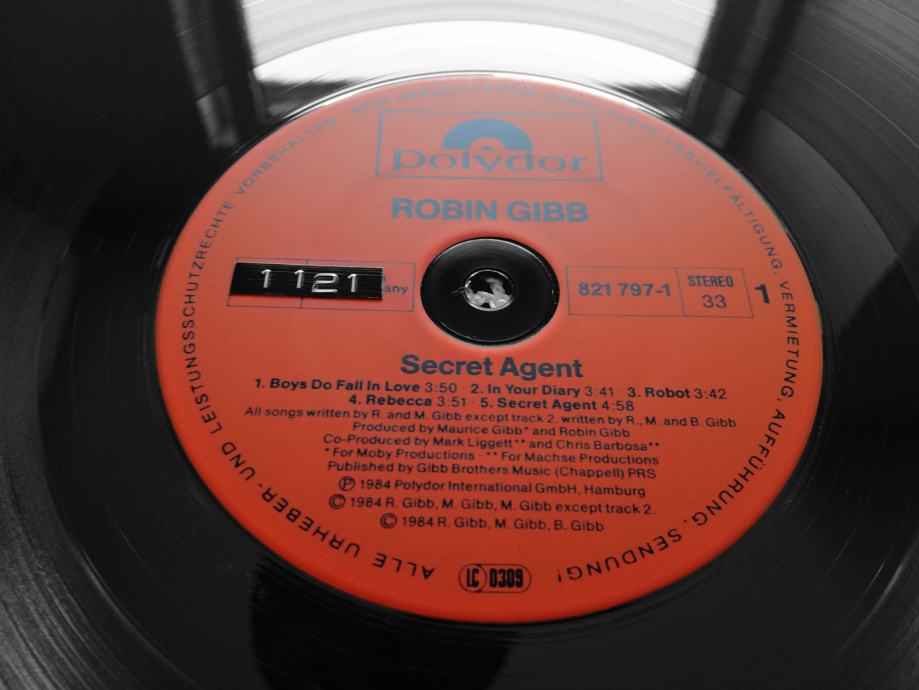 polydor
ROBIN GIBB
1121
any
821 797-1
STEREO
33
1
Secret Agent
1. Boys Do Fall In Love 3:50 · 2. In Your Diary 3:41 · 3. Robot 3:42
4. Rebecca 3:51 · 5. Secret Agent 4:58
All songs written by R. and M. Gibb except track 2. written by R., M. and B. Gibb
Produced by Maurice Gibb* and Robin Gibb
Co-Produced by Mark Liggett** and Chris Barbosa**
*For Moby Productions · **For Machse Productions
Published by Gibb Brothers Music (Chappell) PRS
℗ 1984 Polydor International GmbH, Hamburg
© 1984 R. Gibb, M. Gibb, M. Gibb except track 2.
© 1984 R. Gibb, M. Gibb, B. Gibb
LC 0309
ALLE URHEBER- UND LEISTUNGSSCHUTZRECHTE VORBEHALTEN VERVIELFÄLTIGUNG, VERMIETUNG, AUFFÜHRUNG, SENDUNG!